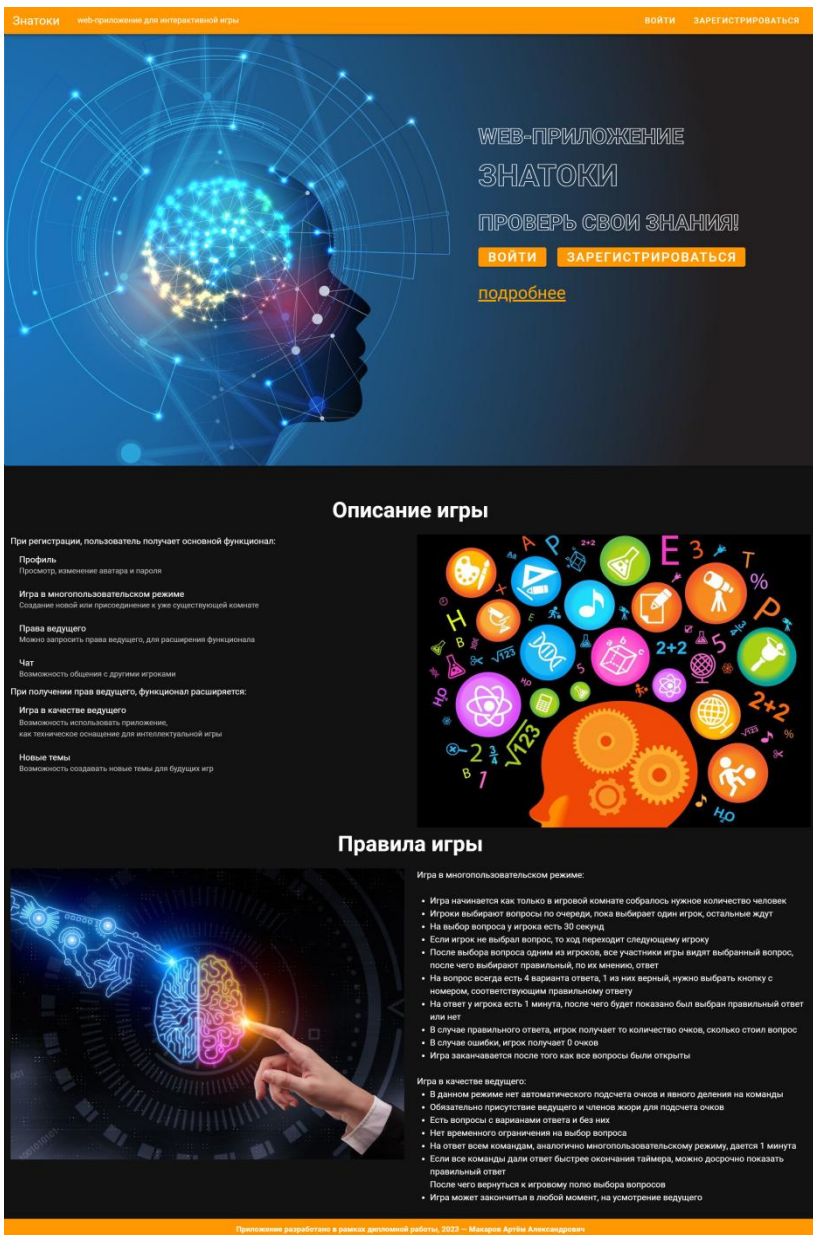 Знатоки web-приложение для интерактивной игры ВОЙТИ ЗАРЕГИСТРИРОВАТЬСЯ
WEB-ПРИЛОЖЕНИЕ
ЗНАТОКИ
ПРОВЕРЬ СВОИ ЗНАНИЯ!
ВОЙТИ ЗАРЕГИСТРИРОВАТЬСЯ
подробнее
Описание игры
При регистрации, пользователь получает основной функционал:
Профиль
Просмотр, изменение аватара и пароля
Игра в многопользовательском режиме
Создание новой или присоединение к уже существующей комнате
Права ведущего
Можно запросить права ведущего, для расширения функционала
Чат
Возможность общения с другими игроками
При получении прав ведущего, функционал расширяется:
Игра в качестве ведущего
Возможность использовать приложение,
как техническое оснащение для интеллектуальной игры
Новые темы
Возможность создавать новые темы для будущих игр
Правила игры
Игра в многопользовательском режиме:
• Игра начинается как только в игровой комнате собралось нужное количество человек
• Игроки выбирают вопросы по очереди, пока выбирает один игрок, остальные ждут
• На выбор вопроса у игрока есть 30 секунд
• Если игрок не выбрал вопрос, то ход переходит следующему игроку
• После выбора вопроса одним из игроков, все участники игры видят выбранный вопрос,
после чего выбирают правильный, по их мнению, ответ
• На вопрос всегда есть 4 варианта ответа, 1 из них верный, нужно выбрать кнопку с
номером, соответствующим правильному ответу
• На ответ у игрока есть 1 минута, после чего будет показано был выбран правильный ответ
или нет
• В случае правильного ответа, игрок получает то количество очков, сколько стоил вопрос
• В случае ошибки, игрок получает 0 очков
• Игра заканчавается после того как все вопросы были открыты
Игра в качестве ведущего:
• В данном режиме нет автоматического подсчета очков и явного деления на команды
• Обязательно присутствие ведущего и членов жюри для подсчета очков
• Есть вопросы с варианами ответа и без них
• Нет временного ограничения на выбор вопроса
• На ответ всем командам, аналогично многопользовательскому режиму, дается 1 минута
• Если все команды дали ответ быстрее окончания таймера, можно досрочно показать
правильный ответ
После чего вернуться к игровому полю выбора вопросов
• Игра может закончитья в любой момент, на усмотрение ведущего
Приложение разработано в рамках дипломной работы, 2023 — Макаров Артём Александрович